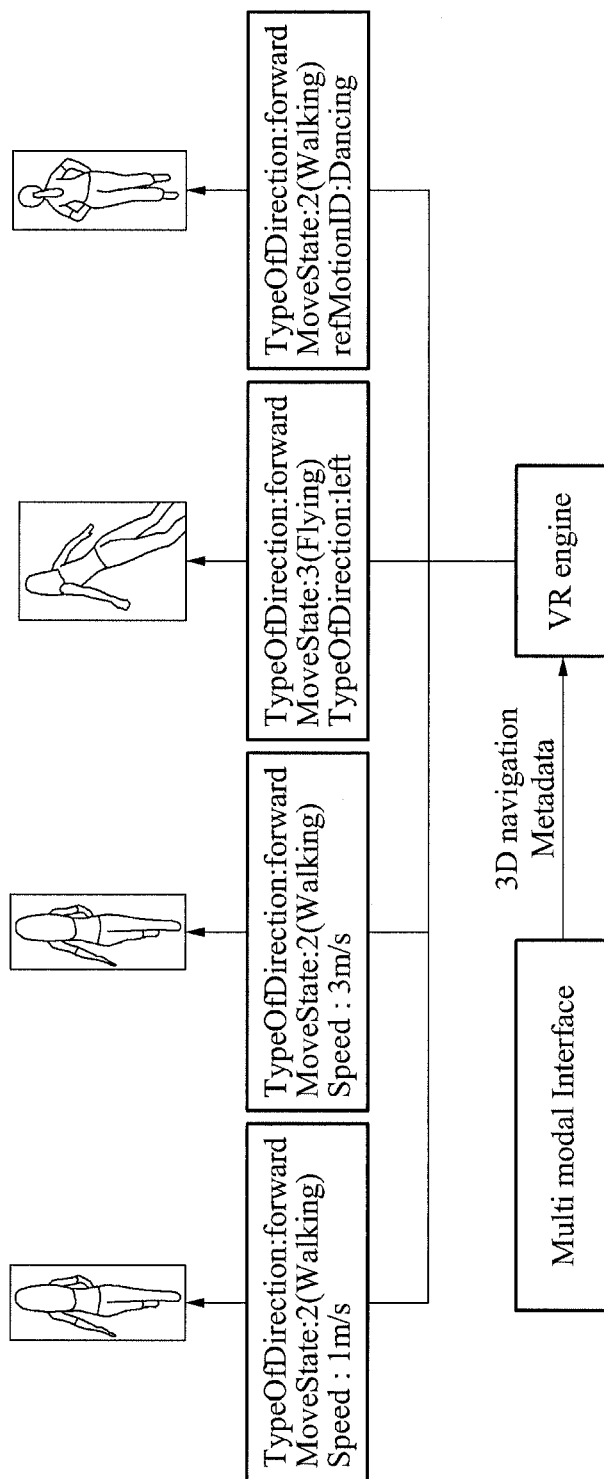 TypeOfDirection:forward
MoveState:2(Walking)
Speed : 1m/s
TypeOfDirection:forward
MoveState:2(Walking)
Speed : 3m/s
TypeOfDirection:forward
MoveState:3(Flying)
TypeOfDirection:left
TypeOfDirection:forward
MoveState:2(Walking)
refMotionID:Dancing
Multi modal Interface
3D navigation
Metadata
VR engine